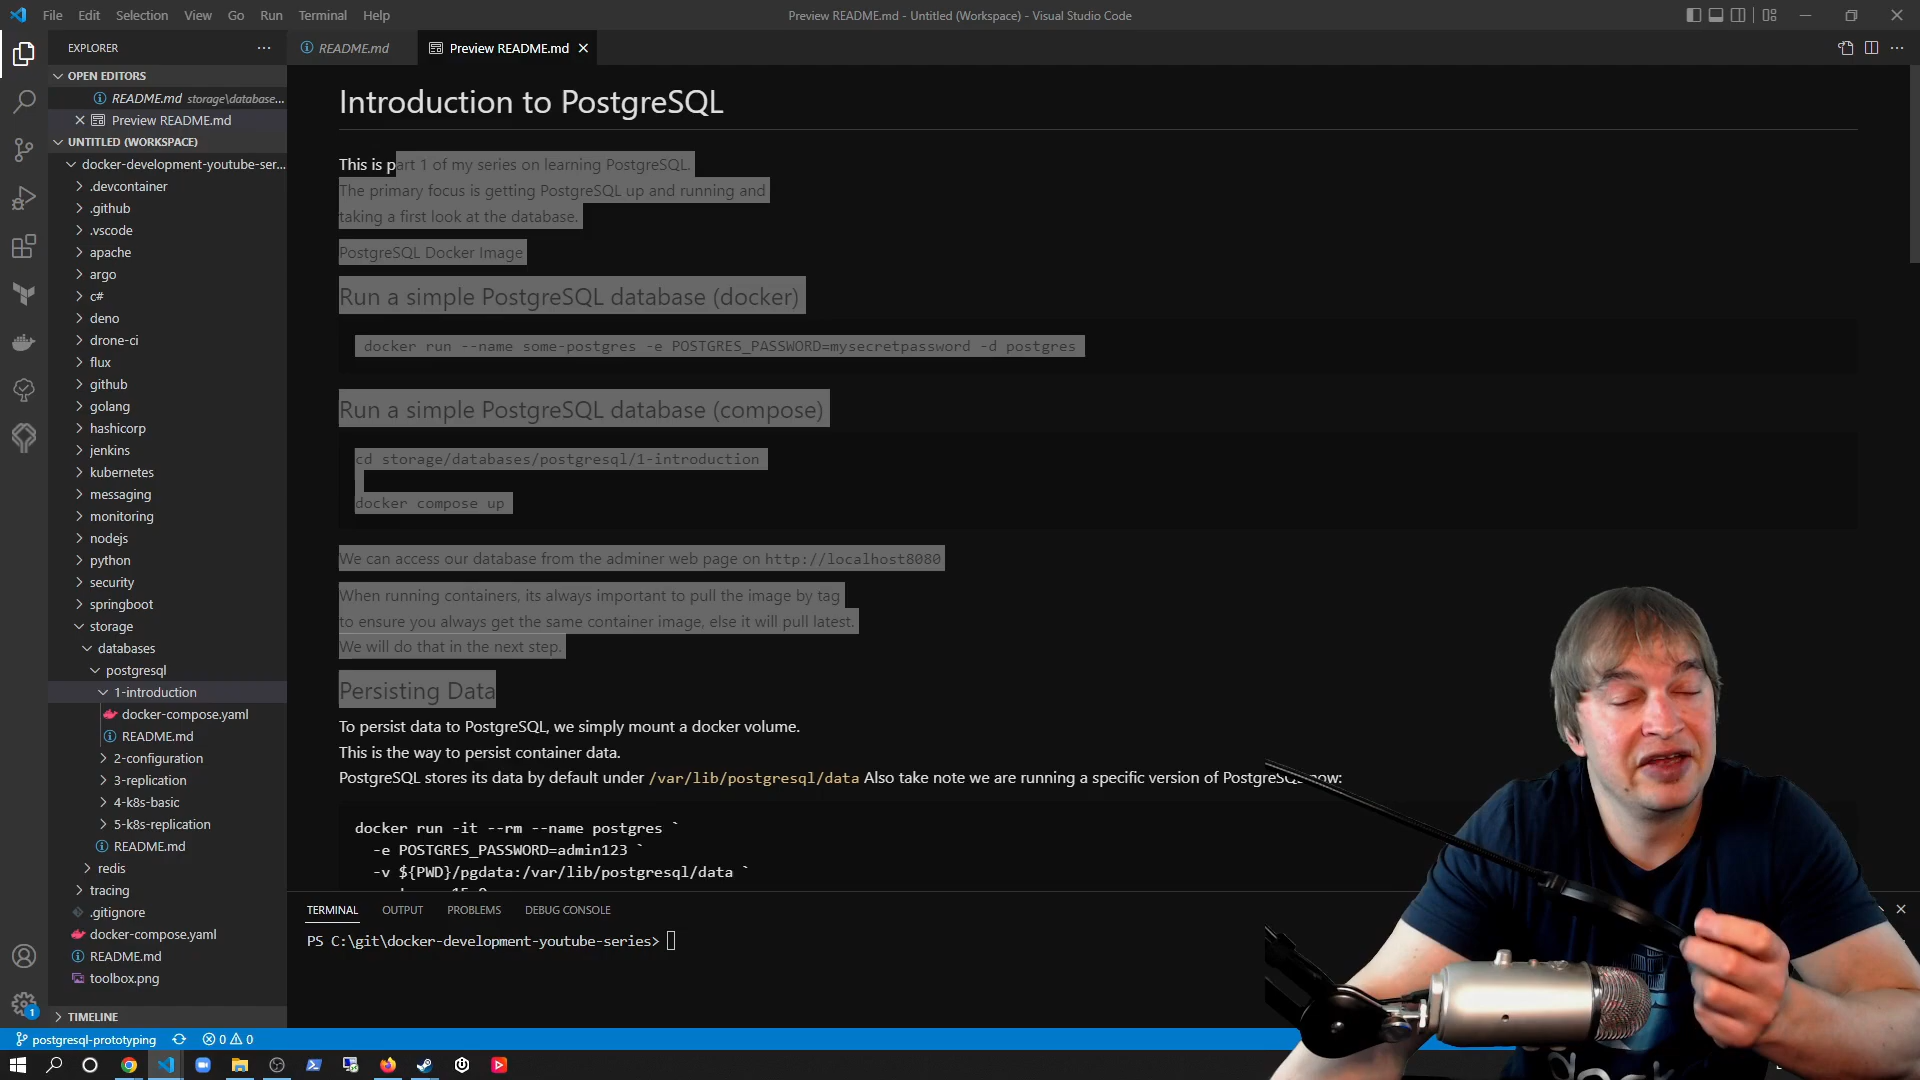 File Edit Selection View Go Run Terminal Help
Preview README.md - Untitled (Workspace) - Visual Studio Code
EXPLORER
README.md
Preview README.md
OPEN EDITORS
README.md storage\database...
Preview README.md
UNTITLED (WORKSPACE)
docker-development-youtube-ser...
.devcontainer
.github
.vscode
apache
argo
c#
deno
drone-ci
flux
github
golang
hashicorp
jenkins
kubernetes
messaging
monitoring
nodejs
python
security
springboot
storage
databases
postgresql
1-introduction
docker-compose.yaml
README.md
2-configuration
3-replication
4-k8s-basic
5-k8s-replication
README.md
redis
tracing
.gitignore
docker-compose.yaml
README.md
toolbox.png
TIMELINE
Introduction to PostgreSQL
This is part 1 of my series on learning PostgreSQL.
The primary focus is getting PostgreSQL up and running and
taking a first look at the database.
PostgreSQL Docker Image
Run a simple PostgreSQL database (docker)
docker run --name some-postgres -e POSTGRES_PASSWORD=mysecretpassword -d postgres
Run a simple PostgreSQL database (compose)
cd storage/databases/postgresql/1-introduction
docker compose up
We can access our database from the adminer web page on http://localhost8080
When running containers, its always important to pull the image by tag
to ensure you always get the same container image, else it will pull latest.
We will do that in the next step.
Persisting Data
To persist data to PostgreSQL, we simply mount a docker volume.
This is the way to persist container data.
PostgreSQL stores its data by default under /var/lib/postgresql/data Also take note we are running a specific version of PostgreSQL now:
docker run -it --rm --name postgres `
-e POSTGRES_PASSWORD=admin123 `
-v ${PWD}/pgdata:/var/lib/postgresql/data `
TERMINAL OUTPUT PROBLEMS DEBUG CONSOLE
PS C:\git\docker-development-youtube-series>
1
postgresql-prototyping 0 0